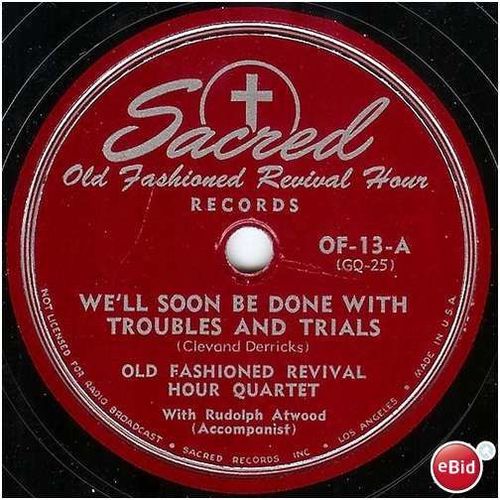 Sacred
Old Fashioned Revival Hour
RECORDS
OF-13-A
(GQ-25)
WE'LL SOON BE DONE WITH
TROUBLES AND TRIALS
(Clevand Derricks)
OLD FASHIONED REVIVAL
HOUR QUARTET
With Rudolph Atwood
(Accompanist)
NOT LICENSED FOR RADIO BROADCAST • SACRED RECORDS INC • LOS ANGELES • MADE IN U.S.A.
eBid